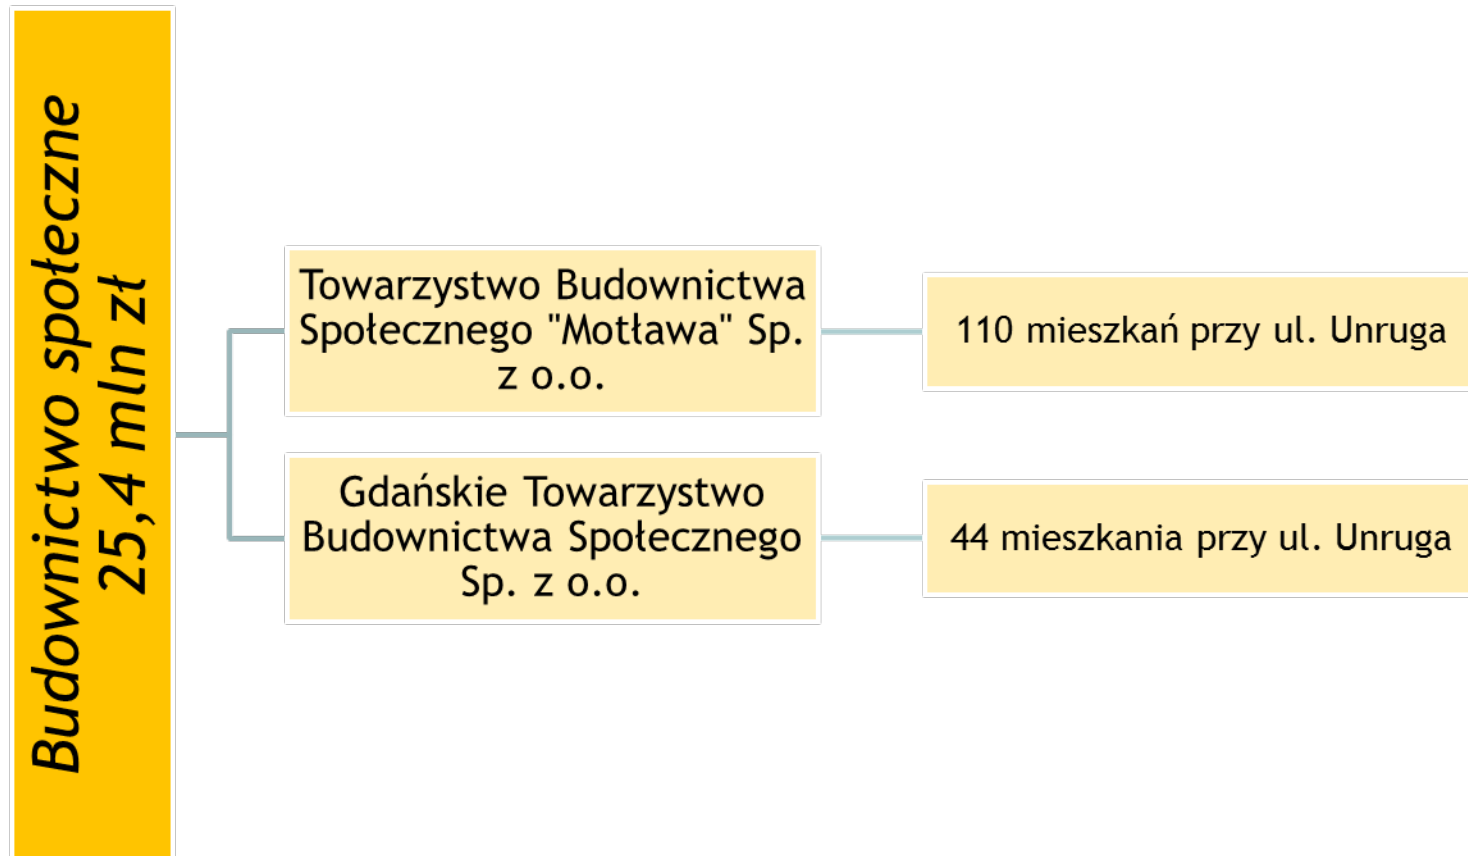 Budownictwo społeczne
25,4 mln zł
Towarzystwo Budownictwa
Społecznego "Motława" Sp.
z o.o.
110 mieszkań przy ul. Unruga
Gdańskie Towarzystwo
Budownictwa Społecznego
Sp. z o.o.
44 mieszkania przy ul. Unruga